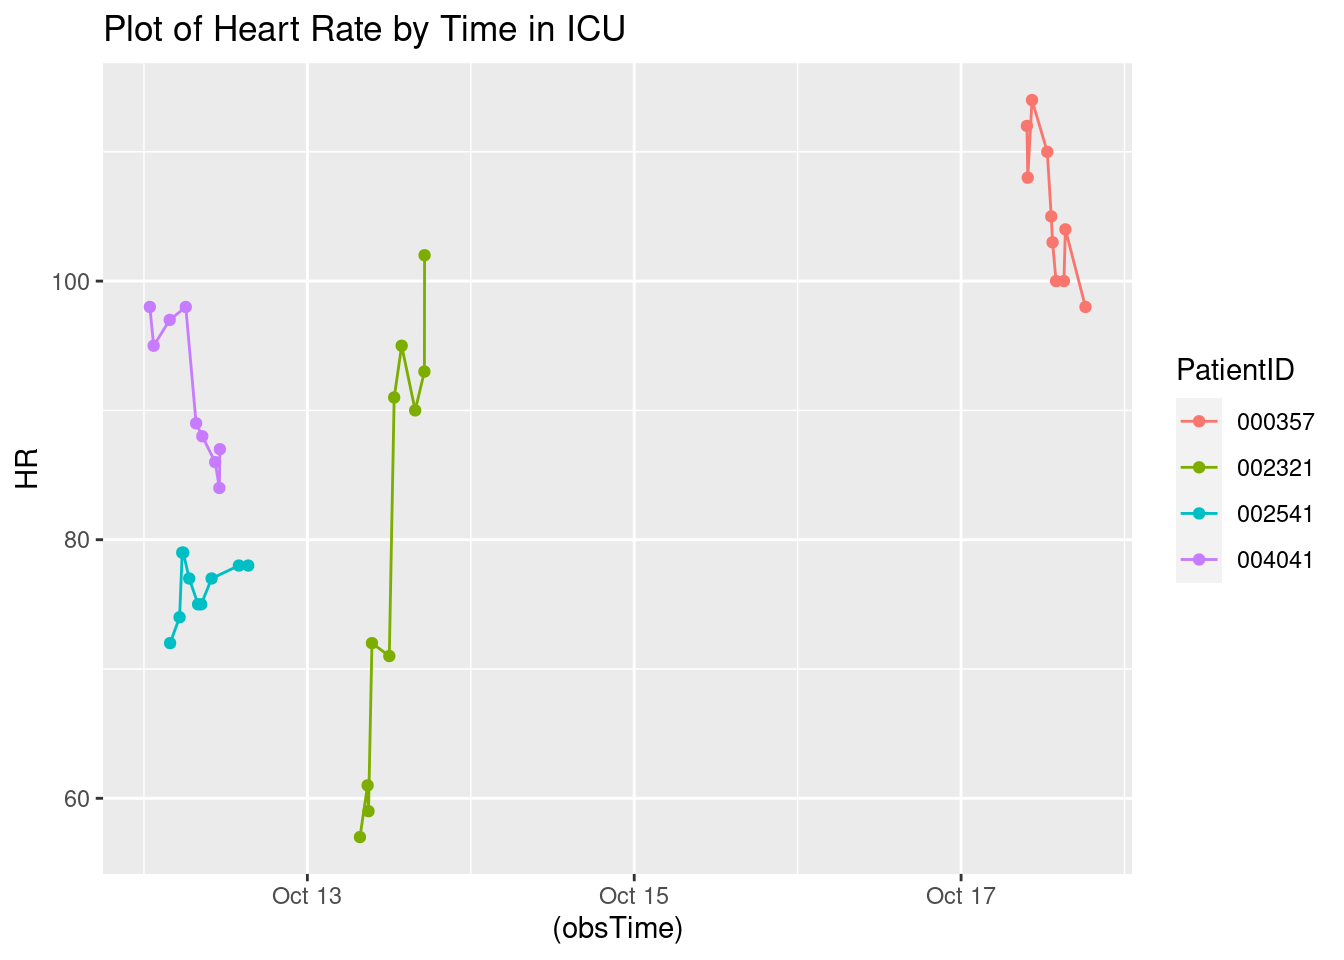 Plot of Heart Rate by Time in ICU
HR
100
80
60
Oct 13
Oct 15
Oct 17
(obsTime)
PatientID
000357
002321
002541
004041